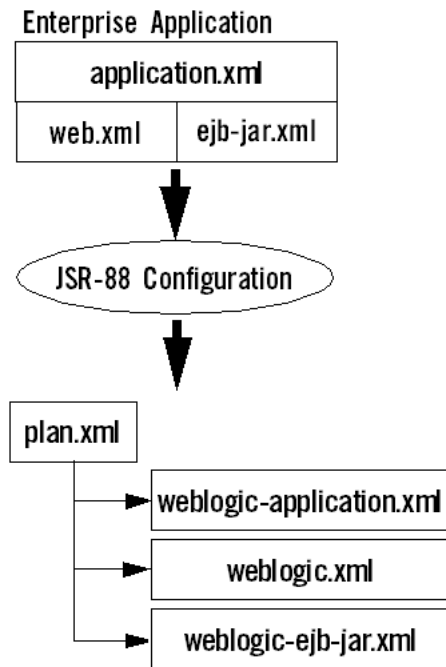 Enterprise Application
application.xml
web.xml
ejb-jar.xml
JSR-88 Configuration
plan.xml
weblogic-application.xml
weblogic.xml
weblogic-ejb-jar.xml